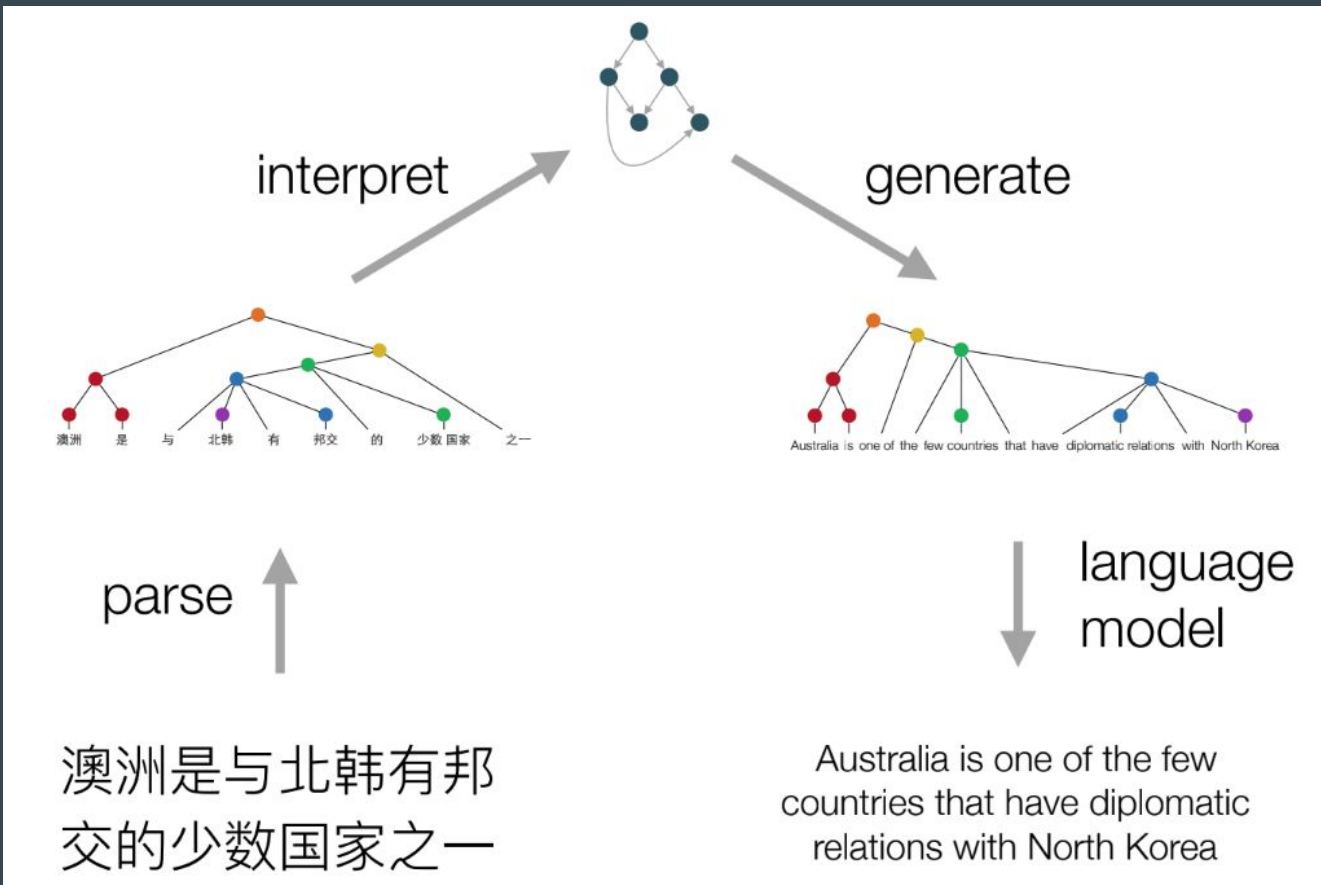 interpret
generate
澳洲 是 与 北韩 有 邦交 的 少数 国家 之一
Australia is one of the few countries that have diplomatic relations with North Korea
parse
language
model
澳洲是与北韩有邦
交的少数国家之一
Australia is one of the few
countries that have diplomatic
relations with North Korea